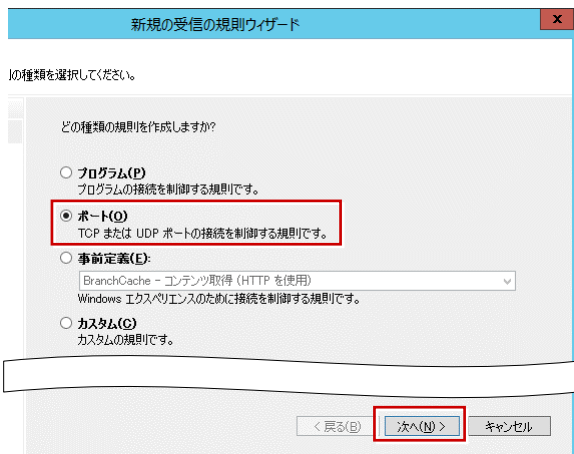 新規の受信の規則ウィザード
x
の種類を選択してください。
どの種類の規則を作成しますか?
プログラム(P)
プログラムの接続を制御する規則です。
ポート(O)
TCP または UDP ポートの接続を制御する規則です。
事前定義(E):
BranchCache - コンテンツ取得 (HTTP を使用)
Windows エクスペリエンスのために接続を制御する規則です。
カスタム(C)
カスタムの規則です。
< 戻る(B) 次へ(N) > キャンセル